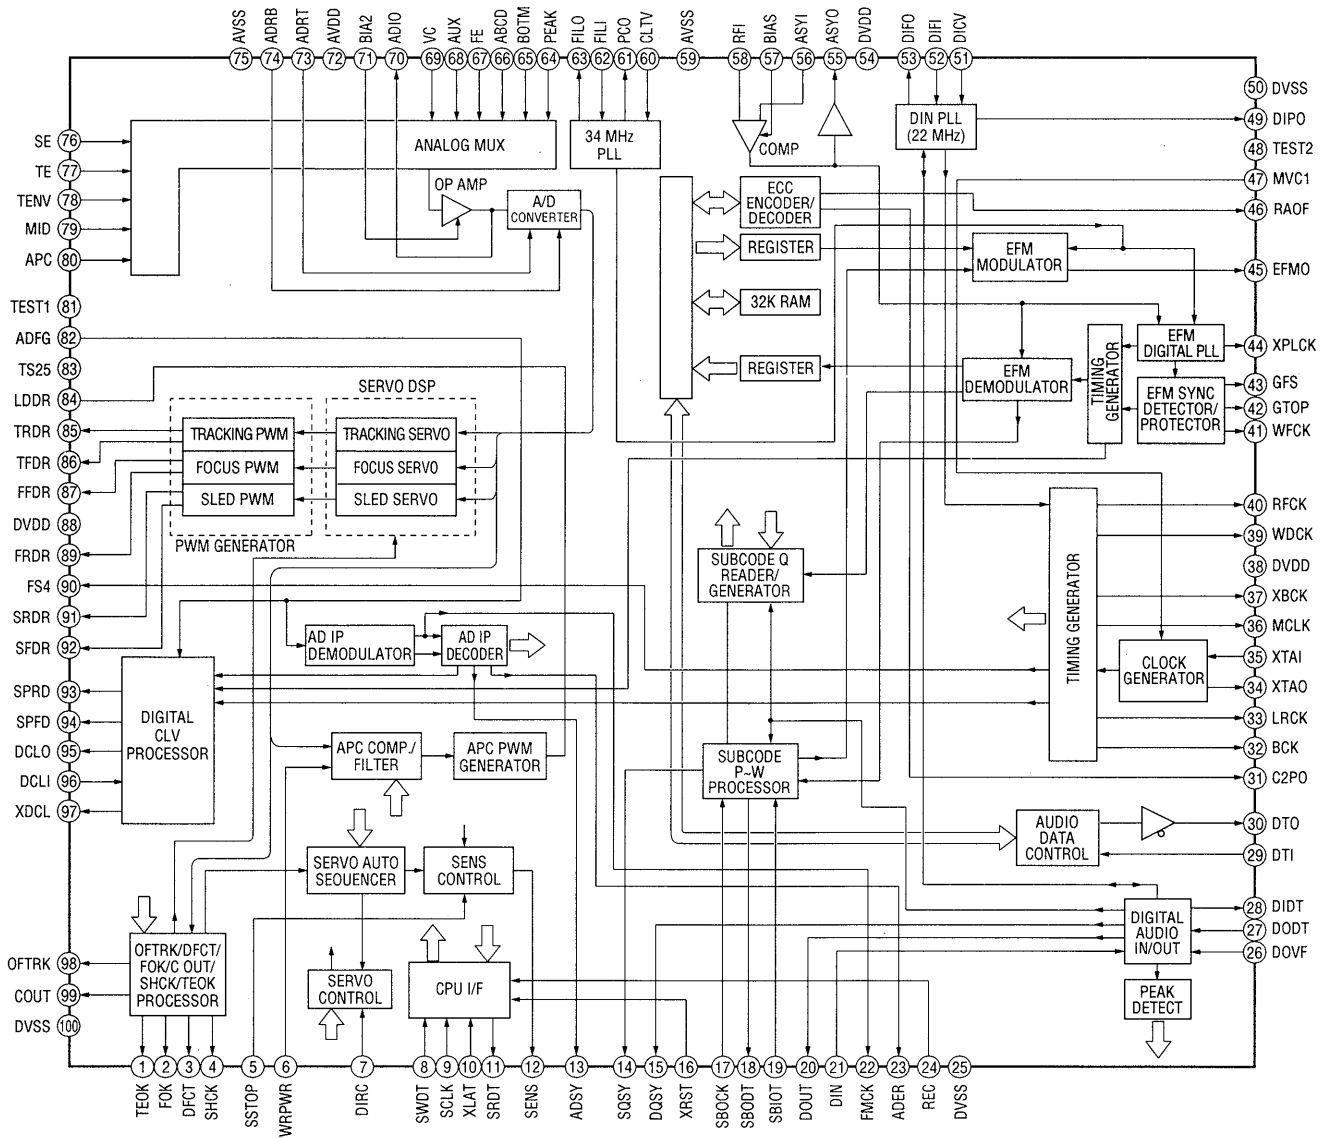 AVSS ADRB ADRT AVDD BIA2 ADIO VC AUX FE ABCD BOTM PEAK FILO FILI PCO CLTV AVSS RFI BIAS ASYI ASYO DVDD DIFO DIFI DICV
75 74 73 72 71 70 69 68 67 66 65 64 63 62 61 60 59 58 57 56 55 54 53 52 51
SE 76
TE 77
TENV 78
MID 79
APC 80
TEST1 81
ADFG 82
TS25 83
LDDR 84
TRDR 85
TFDR 86
FFDR 87
DVDD 88
FRDR 89
FS4 90
SRDR 91
SFDR 92
SPRD 93
SPFD 94
DCLO 95
DCLI 96
XDCL 97
OFTRK 98
COUT 99
DVSS 100
ANALOG MUX
34 MHz
PLL
COMP
DIN PLL
(22 MHz)
OP AMP
A/D
CONVERTER
ECC
ENCODER/
DECODER
REGISTER
32K RAM
REGISTER
EFM
MODULATOR
EFM
DEMODULATOR
TIMING
GENERATOR
EFM
DIGITAL PLL
EFM SYNC
DETECTOR/
PROTECTOR
SERVO DSP
TRACKING PWM
FOCUS PWM
SLED PWM
TRACKING SERVO
FOCUS SERVO
SLED SERVO
PWM GENERATOR
SUBCODE Q
READER/
GENERATOR
TIMING GENERATOR
AD IP
DEMODULATOR
AD IP
DECODER
CLOCK
GENERATOR
DIGITAL
CLV
PROCESSOR
APC COMP./
FILTER
APC PWM
GENERATOR
SUBCODE
P~W
PROCESSOR
AUDIO
DATA
CONTROL
SERVO AUTO
SEQUENCER
SENS
CONTROL
DIGITAL
AUDIO
IN/OUT
OFTRK/DFCT/
FOK/C OUT/
SHCK/TEOK
PROCESSOR
SERVO
CONTROL
CPU I/F
PEAK
DETECT
50 DVSS
49 DIPO
48 TEST2
47 MVC1
46 RAOF
45 EFMO
44 XPLCK
43 GFS
42 GTOP
41 WFCK
40 RFCK
39 WDCK
38 DVDD
37 XBCK
36 MCLK
35 XTAI
34 XTAO
33 LRCK
32 BCK
31 C2PO
30 DTO
29 DTI
28 DIDT
27 DODT
26 DOVF
1 2 3 4 5 6 7 8 9 10 11 12 13 14 15 16 17 18 19 20 21 22 23 24 25
TEOK FOK DFCT SHCK SSTOP WRPWR DIRC SWDT SCLK XLAT SRDT SENS ADSY SQSY DQSY XRST SBOCK SBODT SBIOT DOUT DIN FMCK ADER REC DVSS